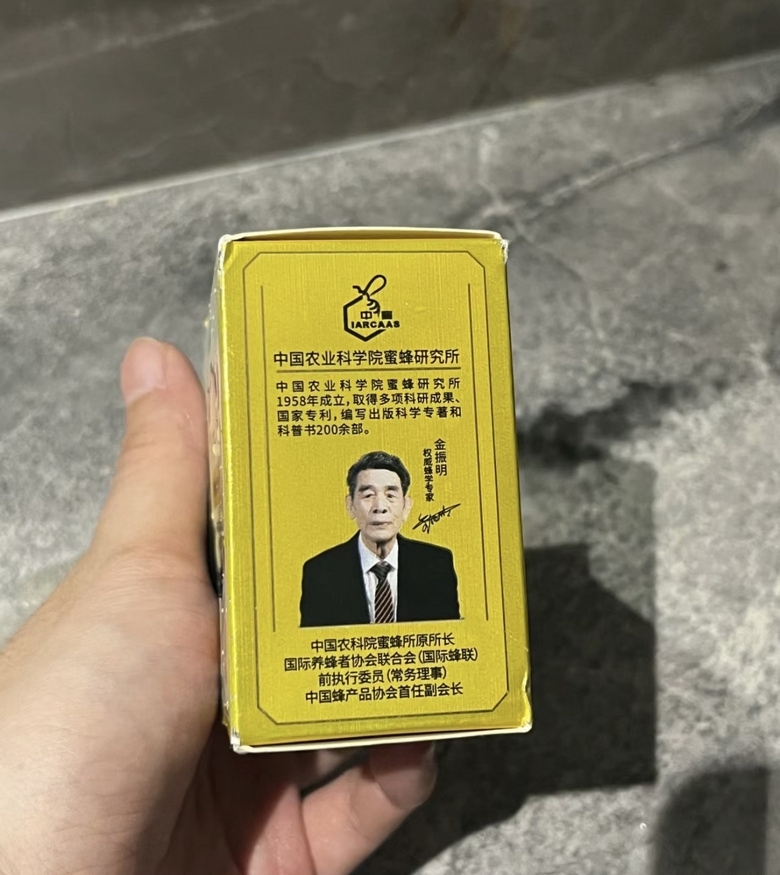 中蜜
IARCAAS
中国农业科学院蜜蜂研究所
中国农业科学院蜜蜂研究所
1958年成立，取得多项科研成果、
国家专利，编写出版科学专著和
科普书200余部。
金振明
权威蜂学专家
中国农科院蜜蜂所原所长
国际养蜂者协会联合会（国际蜂联）
前执行委员（常务理事）
中国蜂产品协会首任副会长